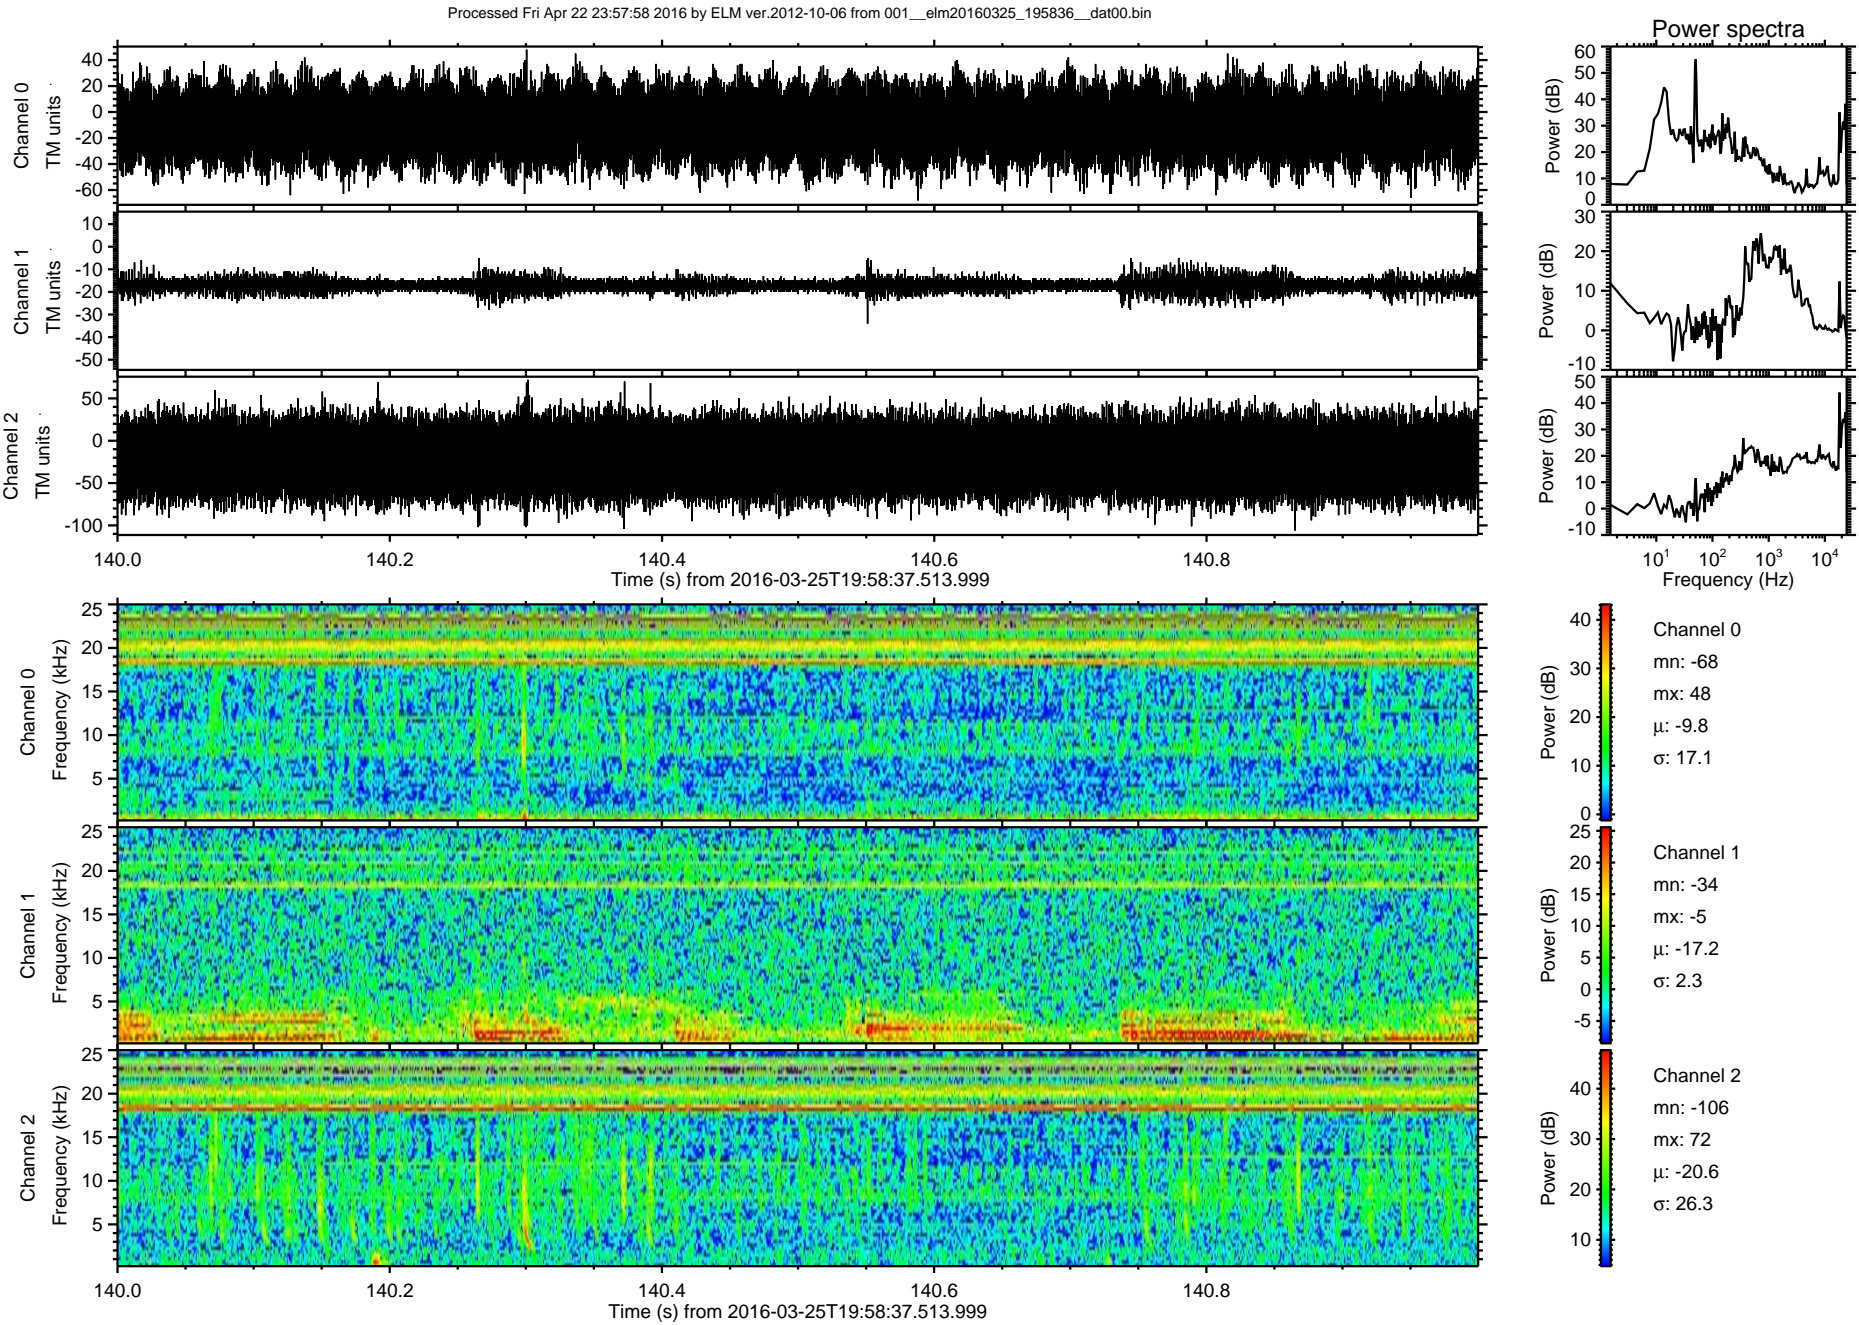 Processed Fri Apr 22 23:57:58 2016 by ELM ver.2012-10-06 from 001__elm20160325_195836__dat00.bin
Power spectra
Channel 0
TM units
40
20
0
-20
-40
-60
Power (dB)
60
50
40
30
20
10
0
Channel 1
TM units
10
0
-10
-20
-30
-40
-50
Power (dB)
30
20
10
0
-10
Channel 2
TM units
50
0
-50
-100
Power (dB)
50
40
30
20
10
0
-10
140.0 140.2 140.4 140.6 140.8
Time (s) from 2016-03-25T19:58:37.513.999
10¹ 10² 10³ 10⁴
Frequency (Hz)
Channel 0
Frequency (kHz)
25
20
15
10
5
Power (dB)
40
30
20
10
0
Channel 0
mn: -68
mx: 48
µ: -9.8
σ: 17.1
Channel 1
Frequency (kHz)
25
20
15
10
5
Power (dB)
25
20
15
10
5
0
-5
Channel 1
mn: -34
mx: -5
µ: -17.2
σ: 2.3
Channel 2
Frequency (kHz)
25
20
15
10
5
Power (dB)
40
30
20
10
Channel 2
mn: -106
mx: 72
µ: -20.6
σ: 26.3
140.0 140.2 140.4 140.6 140.8
Time (s) from 2016-03-25T19:58:37.513.999